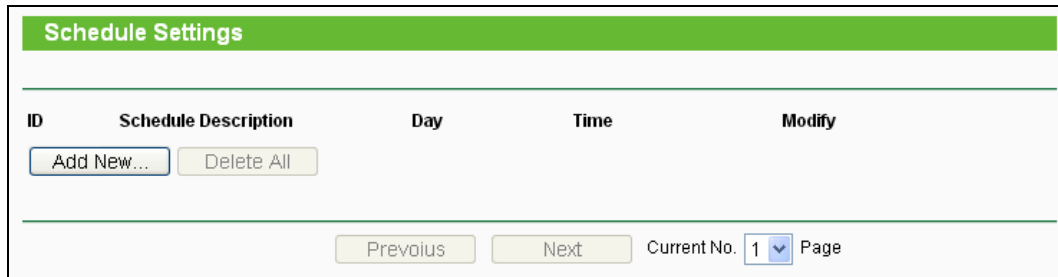 Schedule Settings
ID Schedule Description Day Time Modify
Add New... Delete All
Prevoius Next Current No. 1 Page